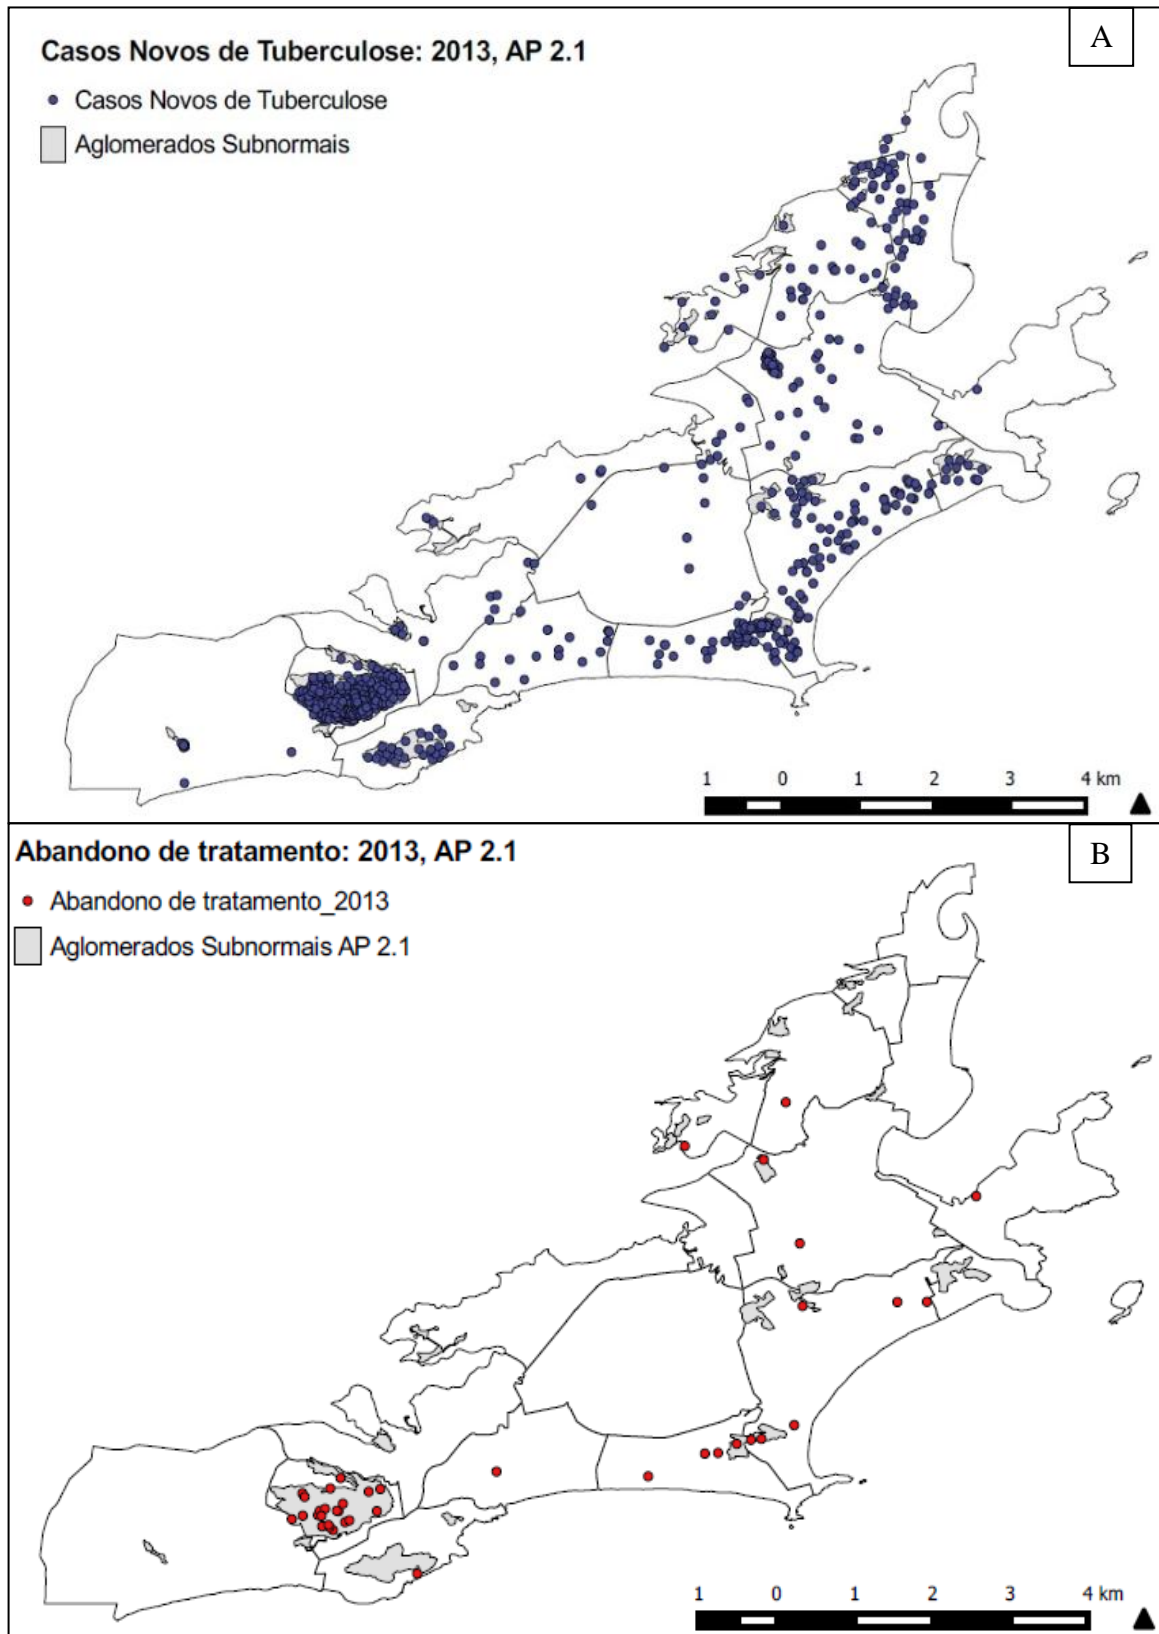 A
Casos Novos de Tuberculose: 2013, AP 2.1
Casos Novos de Tuberculose
Aglomerados Subnormais
1 0 1 2 3 4 km
B
Abandono de tratamento: 2013, AP 2.1
Abandono de tratamento_2013
Aglomerados Subnormais AP 2.1
1 0 1 2 3 4 km